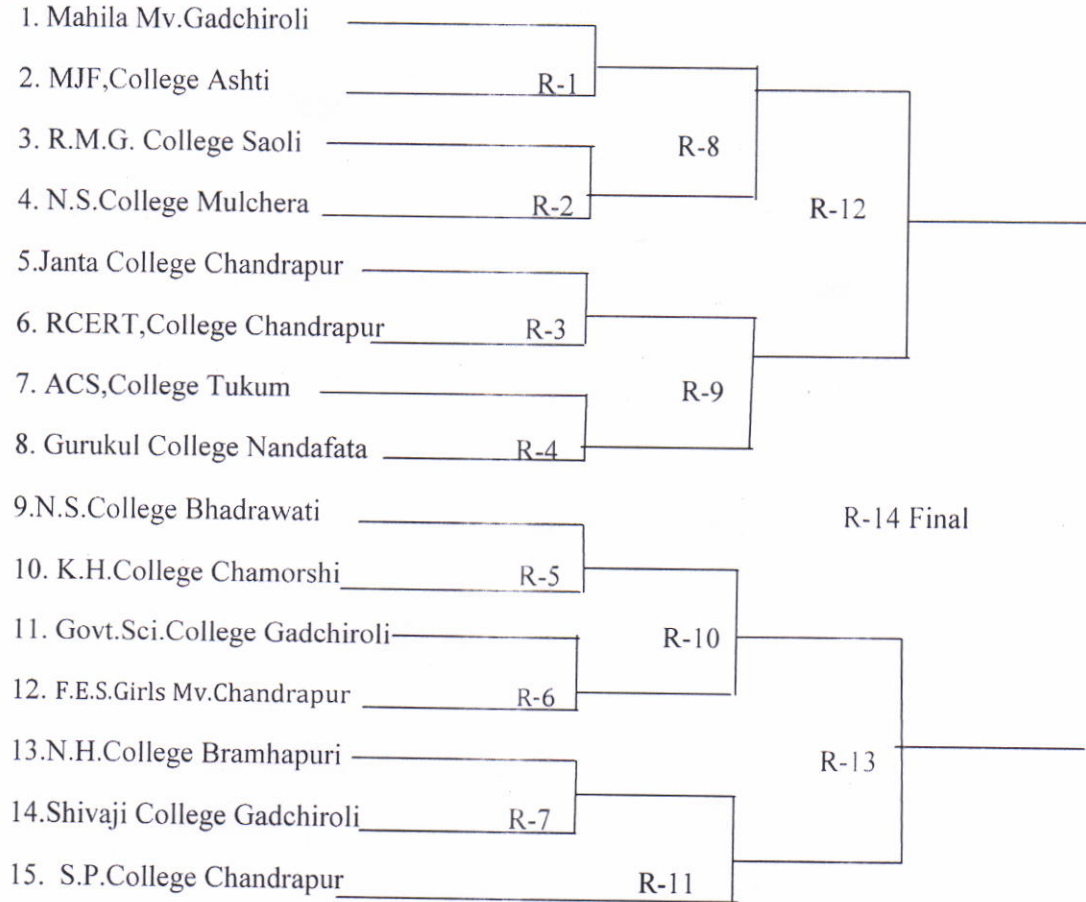 1. Mahila Mv.Gadchiroli
2. MJF,College Ashti
R-1
3. R.M.G. College Saoli
R-8
4. N.S.College Mulchera
R-2
R-12
5.Janta College Chandrapur
6. RCERT,College Chandrapur
R-3
7. ACS,College Tukum
R-9
8. Gurukul College Nandafata
R-4
9.N.S.College Bhadrawati
R-14 Final
10. K.H.College Chamorshi
R-5
11. Govt.Sci.College Gadchiroli
R-10
12. F.E.S.Girls Mv.Chandrapur
R-6
13.N.H.College Bramhapuri
R-13
14.Shivaji College Gadchiroli
R-7
15. S.P.College Chandrapur
R-11